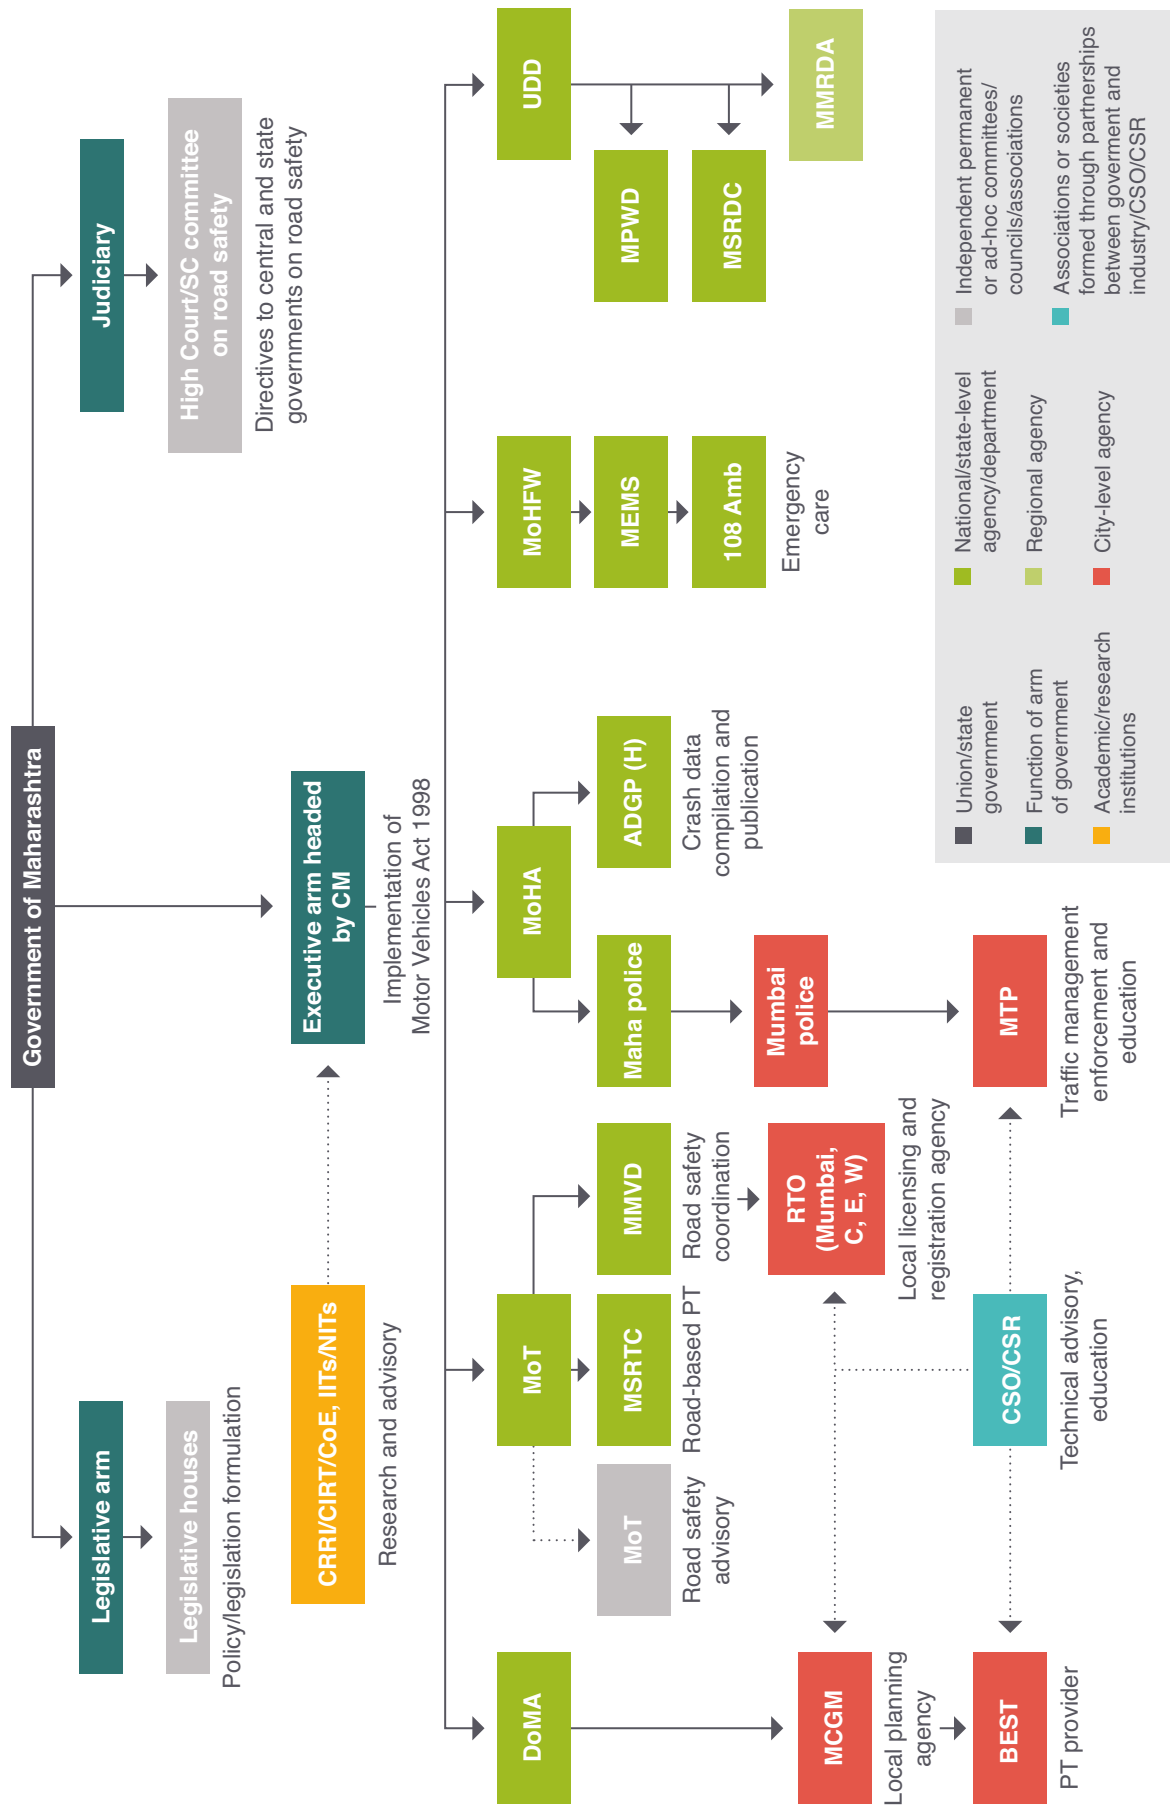 Government of Maharashtra
Legislative arm
Legislative houses
Policy/legislation formulation
Judiciary
High Court/SC committee
on road safety
Directives to central and state
governments on road safety
CRRI/CIRT/CoE, IITs/NITs
Research and advisory
Executive arm headed
by CM
Implementation of
Motor Vehicles Act 1998
DoMA
MoT
MoHA
MoHFW
UDD
MoT
Road safety
advisory
MSRTC
Road-based PT
MMVD
Road safety
coordination
Maha police
ADGP (H)
Crash data
compilation and
publication
MEMS
108 Amb
Emergency
care
MPWD
MSRDC
MMRDA
MCGM
Local planning
agency
RTO
(Mumbai,
C, E, W)
Local licensing and
registration agency
Mumbai
police
BEST
PT provider
CSO/CSR
Technical advisory,
education
MTP
Traffic management
enforcement and
education
Union/state
government
Function of arm
of government
Academic/research
institutions
National/state-level
agency/department
Regional agency
City-level agency
Independent permanent
or ad-hoc committees/
councils/associations
Associations or societies
formed through partnerships
between goverment and
industry/CSO/CSR